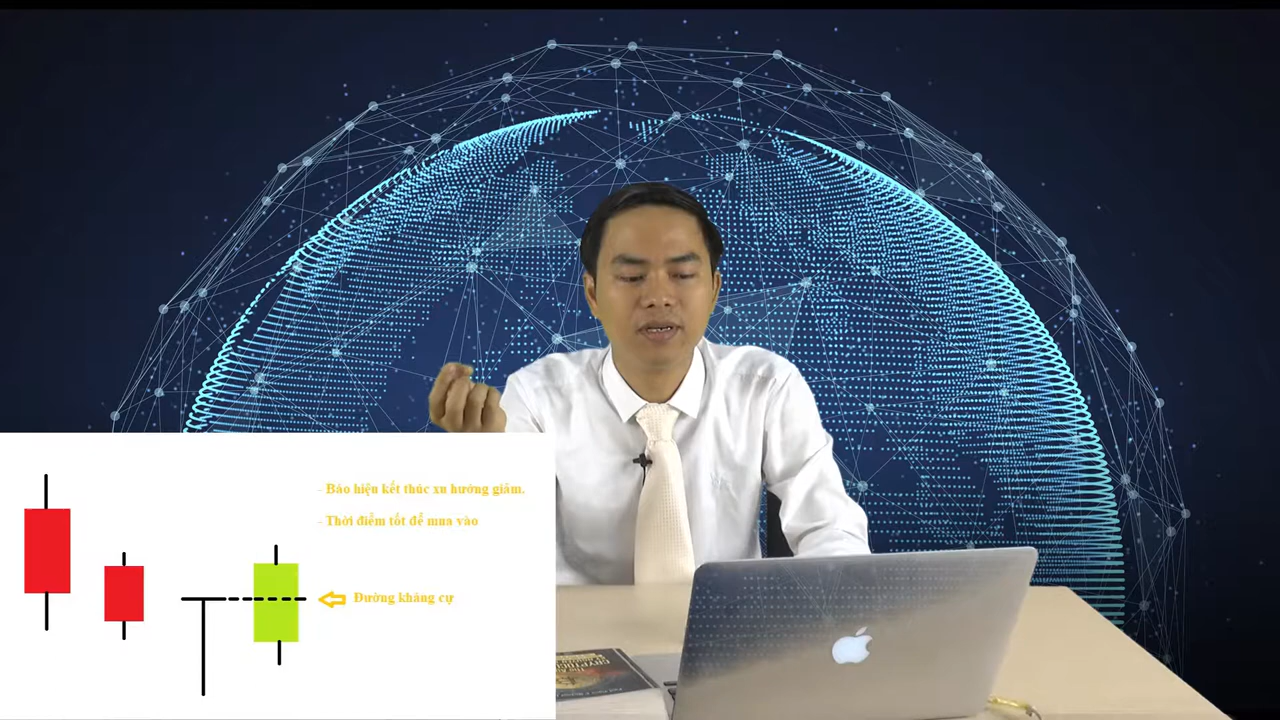 - Báo hiệu kết thúc xu hướng giảm.
- Thời điểm tốt để mua vào
Đường kháng cự